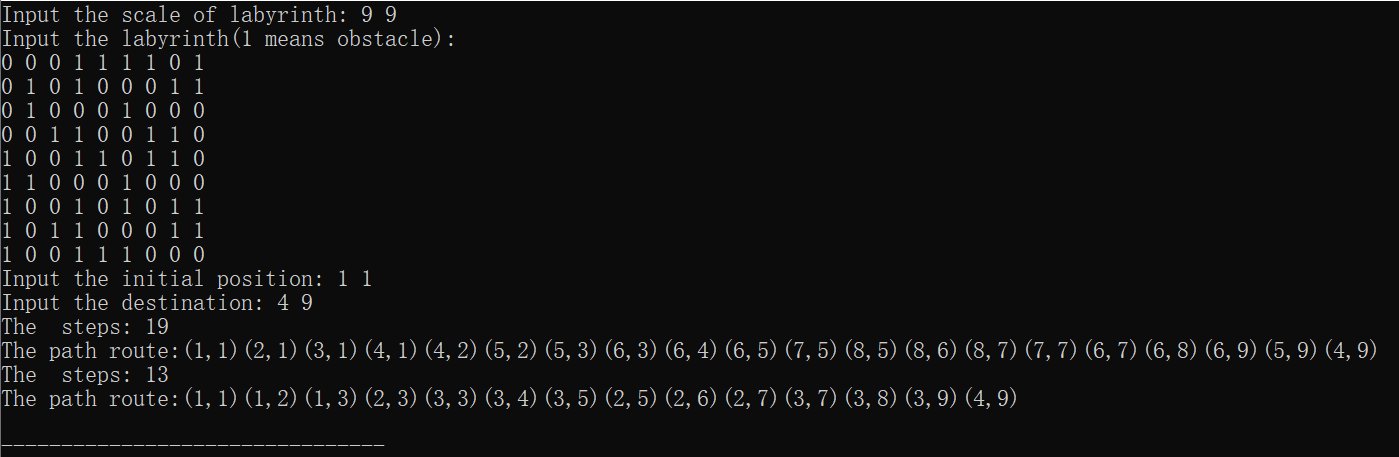 Input the scale of labyrinth: 9 9
Input the labyrinth(1 means obstacle):
0 0 0 1 1 1 1 0 1
0 1 0 1 0 0 0 1 1
0 1 0 0 0 1 0 0 0
0 0 1 1 0 0 1 1 0
1 0 0 1 1 0 1 1 0
1 1 0 0 0 1 0 0 0
1 0 0 1 0 1 0 1 1
1 0 1 1 0 0 0 1 1
1 0 0 1 1 1 0 0 0
Input the initial position: 1 1
Input the destination: 4 9
The  steps: 19
The path route:(1,1)(2,1)(3,1)(4,1)(4,2)(5,2)(5,3)(6,3)(6,4)(6,5)(7,5)(8,5)(8,6)(8,7)(7,7)(6,7)(6,8)(6,9)(5,9)(4,9)
The  steps: 13
The path route:(1,1)(1,2)(1,3)(2,3)(3,3)(3,4)(3,5)(2,5)(2,6)(2,7)(3,7)(3,8)(3,9)(4,9)
--------------------------------